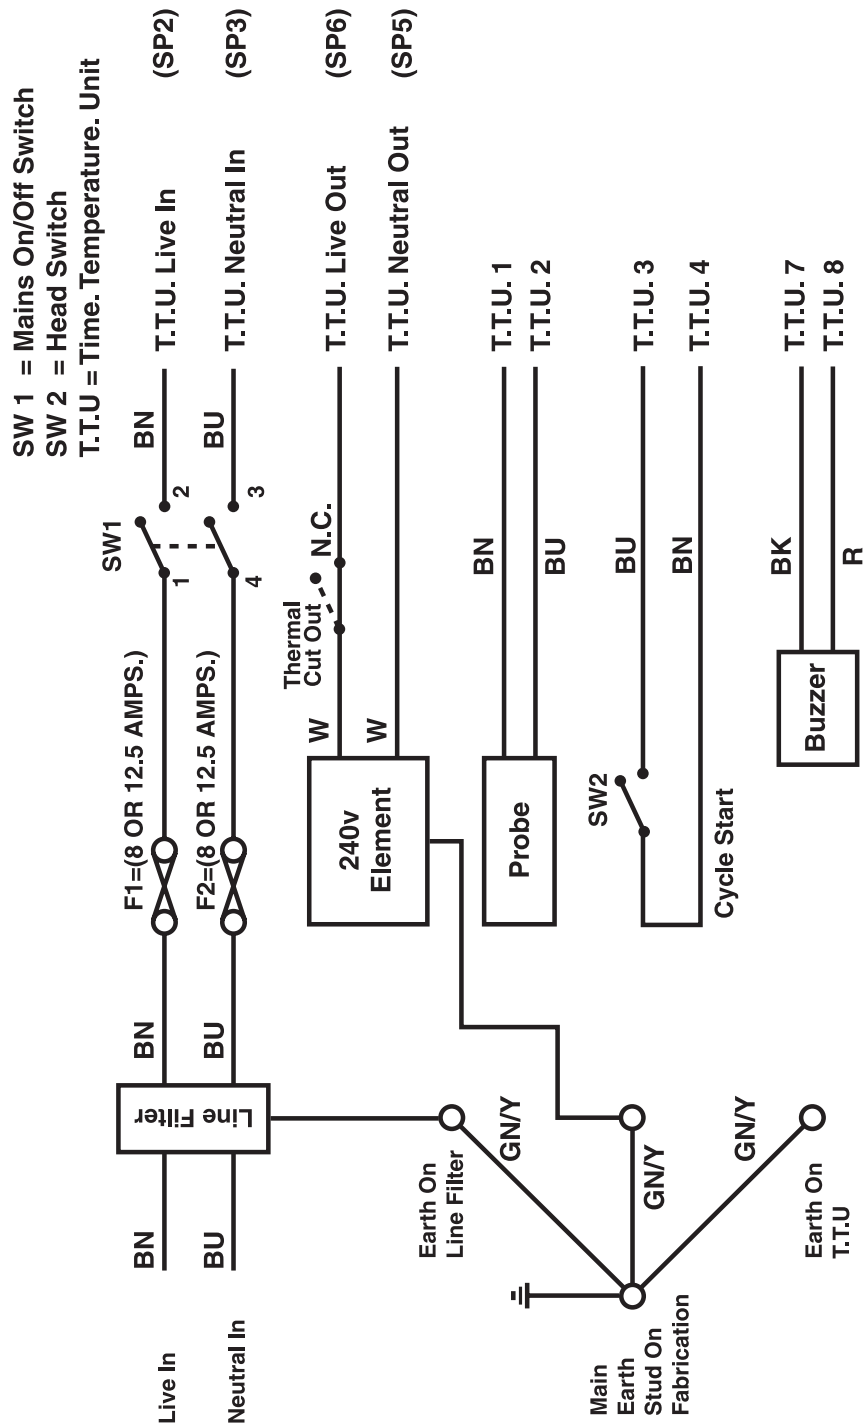 SW 1 = Mains On/Off Switch
SW 2 = Head Switch
T.T.U = Time. Temperature. Unit
Live In
BN
Line Filter
BN
F1=(8 OR 12.5 AMPS.)
SW1
1
2
BN
T.T.U. Live In
(SP2)
Neutral In
BU
BU
F2=(8 OR 12.5 AMPS.)
4
3
BU
T.T.U. Neutral In
(SP3)
240v
Element
W
Thermal
Cut Out
N.C.
T.T.U. Live Out
(SP6)
W
T.T.U. Neutral Out
(SP5)
Earth On
Line Filter
GN/Y
Probe
BN
T.T.U. 1
BU
T.T.U. 2
Main
Earth
Stud On
Fabrication
GN/Y
SW2
BU
T.T.U. 3
BN
T.T.U. 4
Cycle Start
GN/Y
Earth On
T.T.U
Buzzer
BK
T.T.U. 7
R
T.T.U. 8